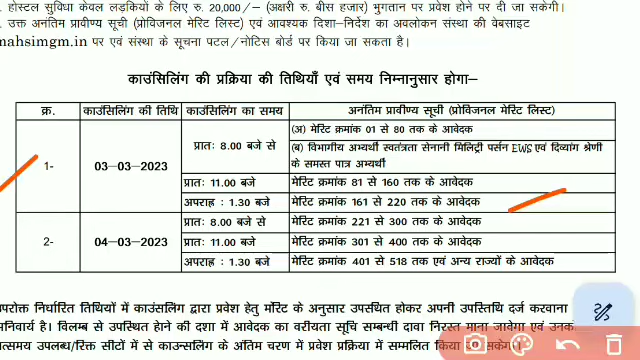 . होस्टल सुविधा केवल लड़कियों के लिए रु. 20,000/– (अक्षरी रु. बीस हजार) भुगतान पर प्रवेश होने पर दी जा सकेगी।
. उक्त अनंतिम प्राविण्य सूची (प्रोविजनल मेरिट लिस्ट) एवं आवश्यक दिशा–निर्देश का अवलोकन संस्था की वेबसाइट
nahsimgm.in पर एवं संस्था के सूचना पटल/नोटिस बोर्ड पर किया जा सकता है।
काउंसिलिंग की प्रक्रिया की तिथियाँ एवं समय निम्नानुसार होगा–
क्र. काउंसिलिंग की तिथि काउंसिलिंग का समय अनंतिम प्रावीण्य सूची (प्रोविजनल मेरिट लिस्ट)
1- 03-03-2023 प्रातः 8.00 बजे से (अ) मेरिट क्रमांक 01 से 80 तक के आवेदक
(ब) विभागीय अभ्यर्थी स्वतंत्रता सेनानी मिलिट्री पर्सन EWS एवं दिव्यांग श्रेणी
के समस्त पात्र अभ्यर्थी
प्रातः 11.00 बजे मेरिट क्रमांक 81 से 160 तक के आवेदक
अपराह्न : 1.30 बजे मेरिट क्रमांक 161 से 220 तक के आवेदक
2- 04-03-2023 प्रातः 8.00 बजे से मेरिट क्रमांक 221 से 300 तक के आवेदक
प्रातः 11.00 बजे मेरिट क्रमांक 301 से 400 तक के आवेदक
अपराह्न : 1.30 बजे मेरिट क्रमांक 401 से 518 तक एवं अन्य राज्यों के आवेदक
उपरोक्त निर्धारित तिथियों में काउंसलिंग द्वारा प्रवेश हेतु मेरिट के अनुसार उपस्थित होकर अपनी उपस्तिथि दर्ज करवाना
अनिवार्य है। विलम्ब से उपस्थित होने की दशा में आवेदक का वरीयता सूचि सम्बन्धी दावा निरस्त माना जावेगा एवं उनके
तत्समय उपलब्ध/रिक्त सीटों में से काउन्सलिंग के अंतिम चरण में प्रवेश प्रक्रिया में सम्मलित किया जा सकेगा।